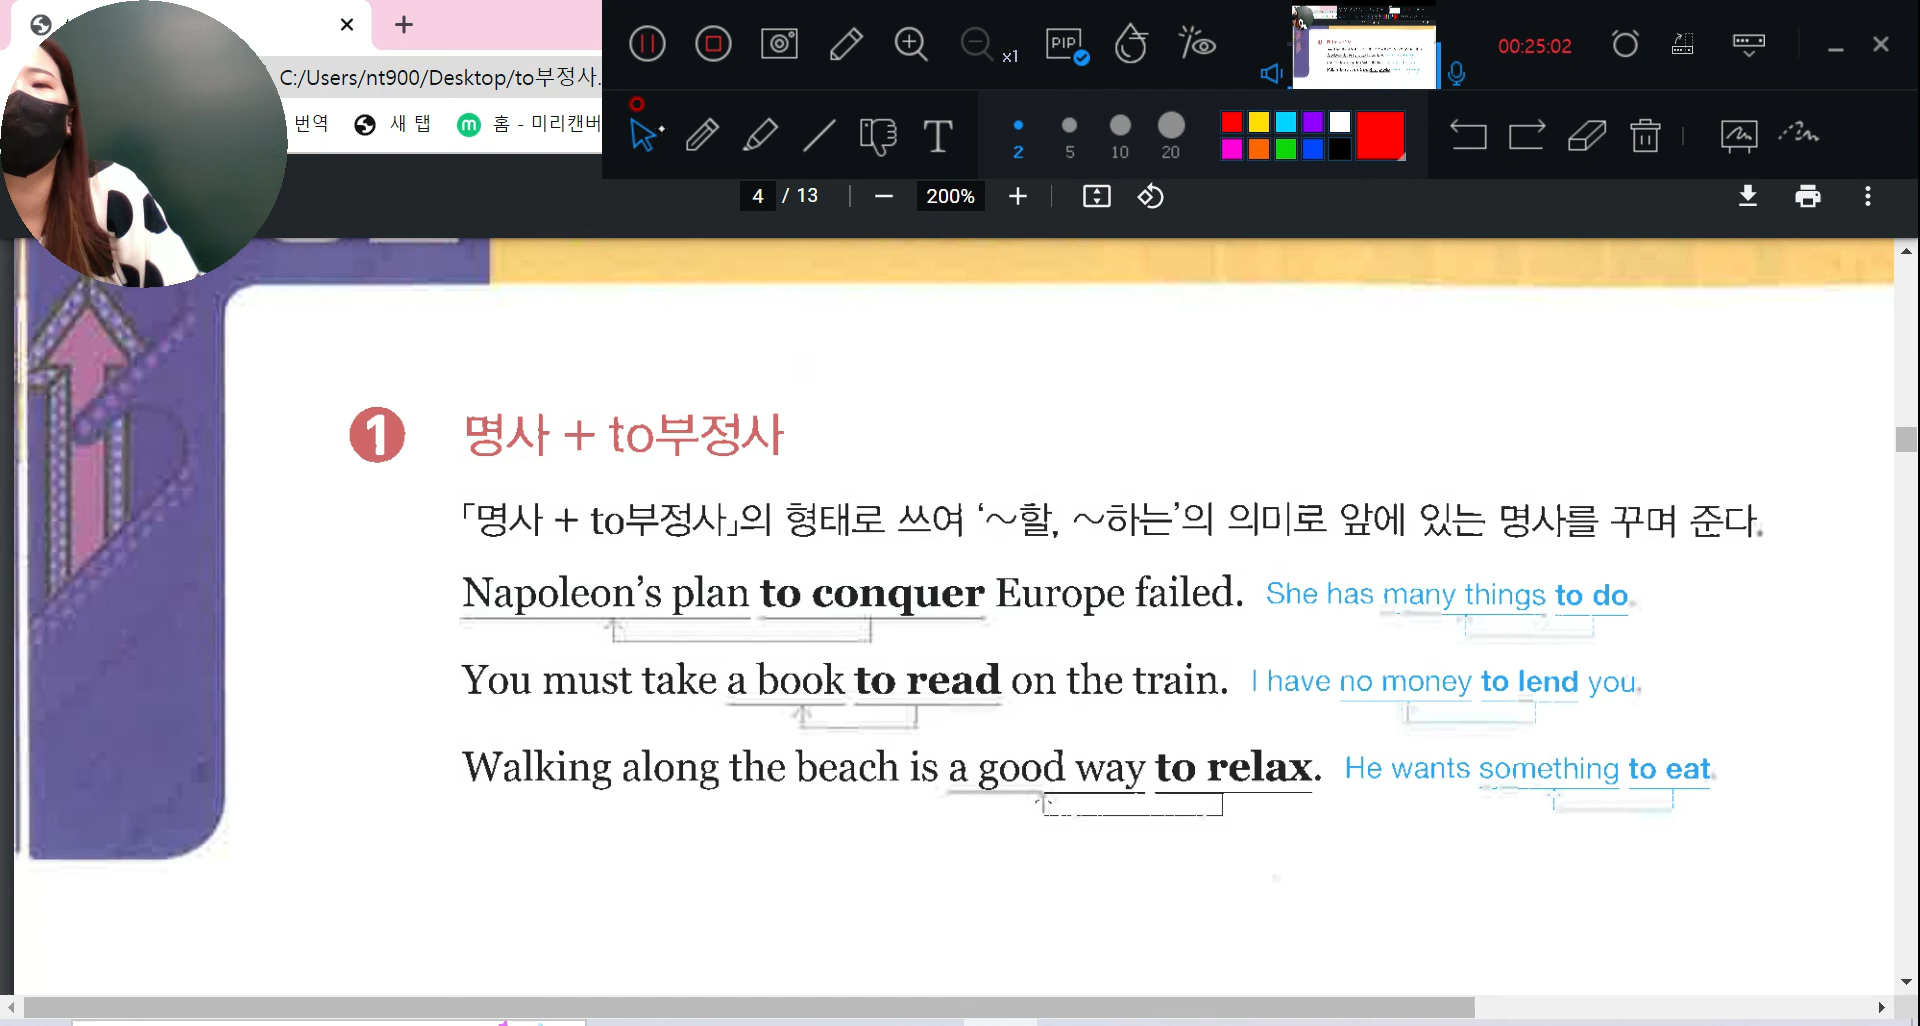 00:25:02
x1
PIP
C:/Users/nt900/Desktop/to부정사.
번역 새 탭 홈 - 미리캔버
T
2 5 10 20
4 / 13 200%
1 명사 + to부정사
「명사 + to부정사」의 형태로 쓰여 ‘~할, ~하는’의 의미로 앞에 있는 명사를 꾸며 준다.
Napoleon’s plan to conquer Europe failed. She has many things to do.
You must take a book to read on the train. I have no money to lend you.
Walking along the beach is a good way to relax. He wants something to eat.